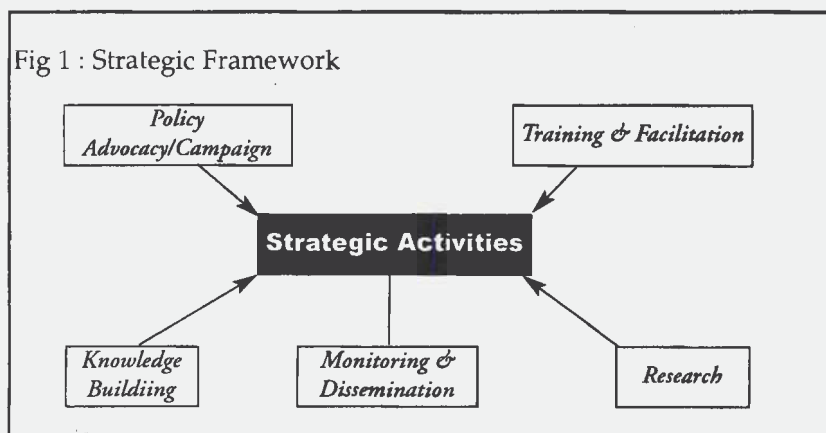 Fig 1 : Strategic Framework
Policy
Advocacy/Campaign
Training & Facilitation
Strategic Activities
Knowledge
Buildiing
Monitoring &
Dissemination
Research